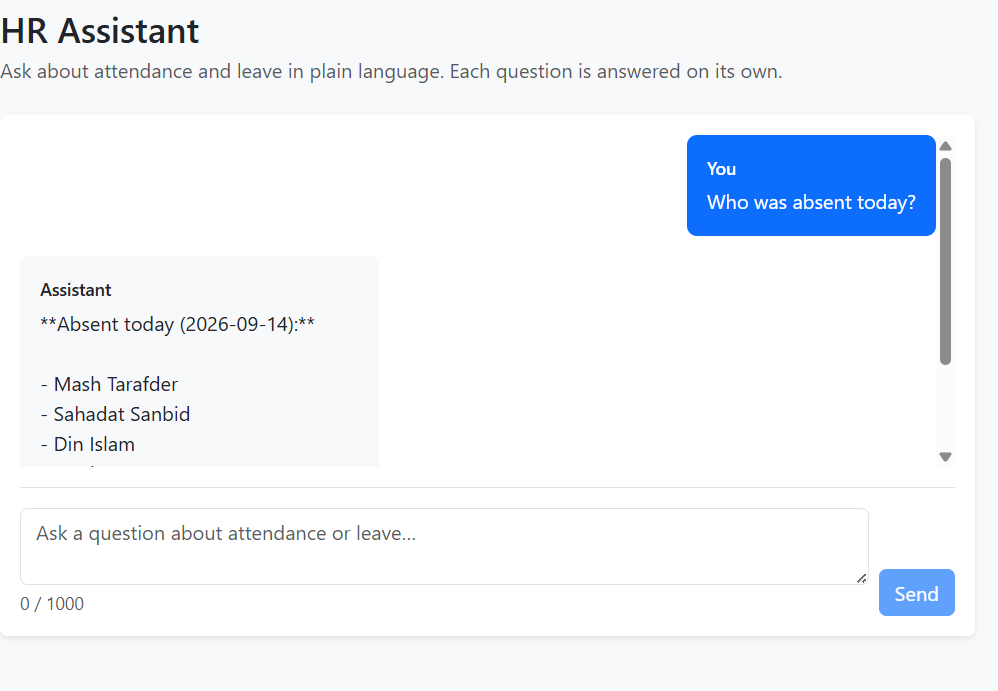 HR Assistant
Ask about attendance and leave in plain language. Each question is answered on its own.
You
Who was absent today?
Assistant
**Absent today (2026-09-14):**
- Mash Tarafder
- Sahadat Sanbid
- Din Islam
Ask a question about attendance or leave...
0 / 1000
Send